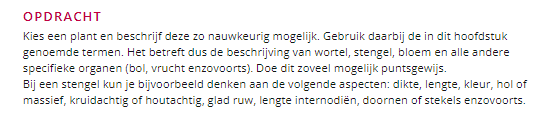 OPDRACHT
Kies een plant en beschrijf deze zo nauwkeurig mogelijk. Gebruik daarbij de in dit hoofdstuk
genoemde termen. Het betreft dus de beschrijving van wortel, stengel, bloem en alle andere
specifieke organen (bol, vrucht enzovoorts). Doe dit zoveel mogelijk puntsgewijs.
Bij een stengel kun je bijvoorbeeld denken aan de volgende aspecten: dikte, lengte, kleur, hol of
massief, kruidachtig of houtachtig, glad ruw, lengte internodiën, doornen of stekels enzovoorts.